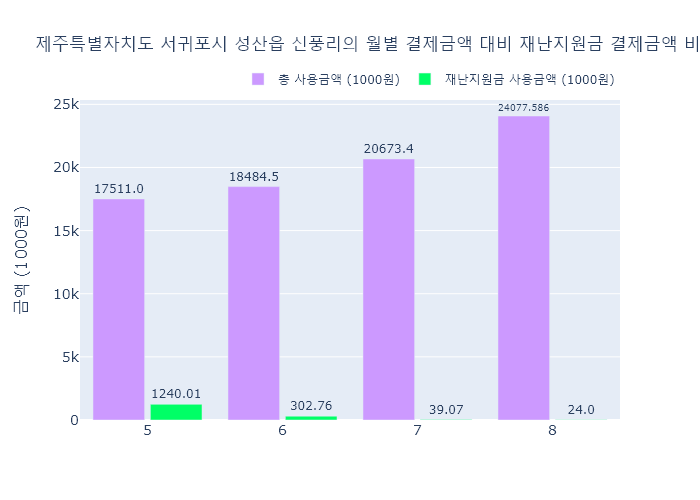 제주특별자치도 서귀포시 성산읍 신풍리의 월별 결제금액 대비 재난지원금 결제금액 비
총 사용금액 (1000원) 재난지원금 사용금액 (1000원)
금액 (1000원)
25k
20k
15k
10k
5k
0
17511.0
18484.5
20673.4
24077.586
1240.01
302.76
39.07
24.0
5 6 7 8